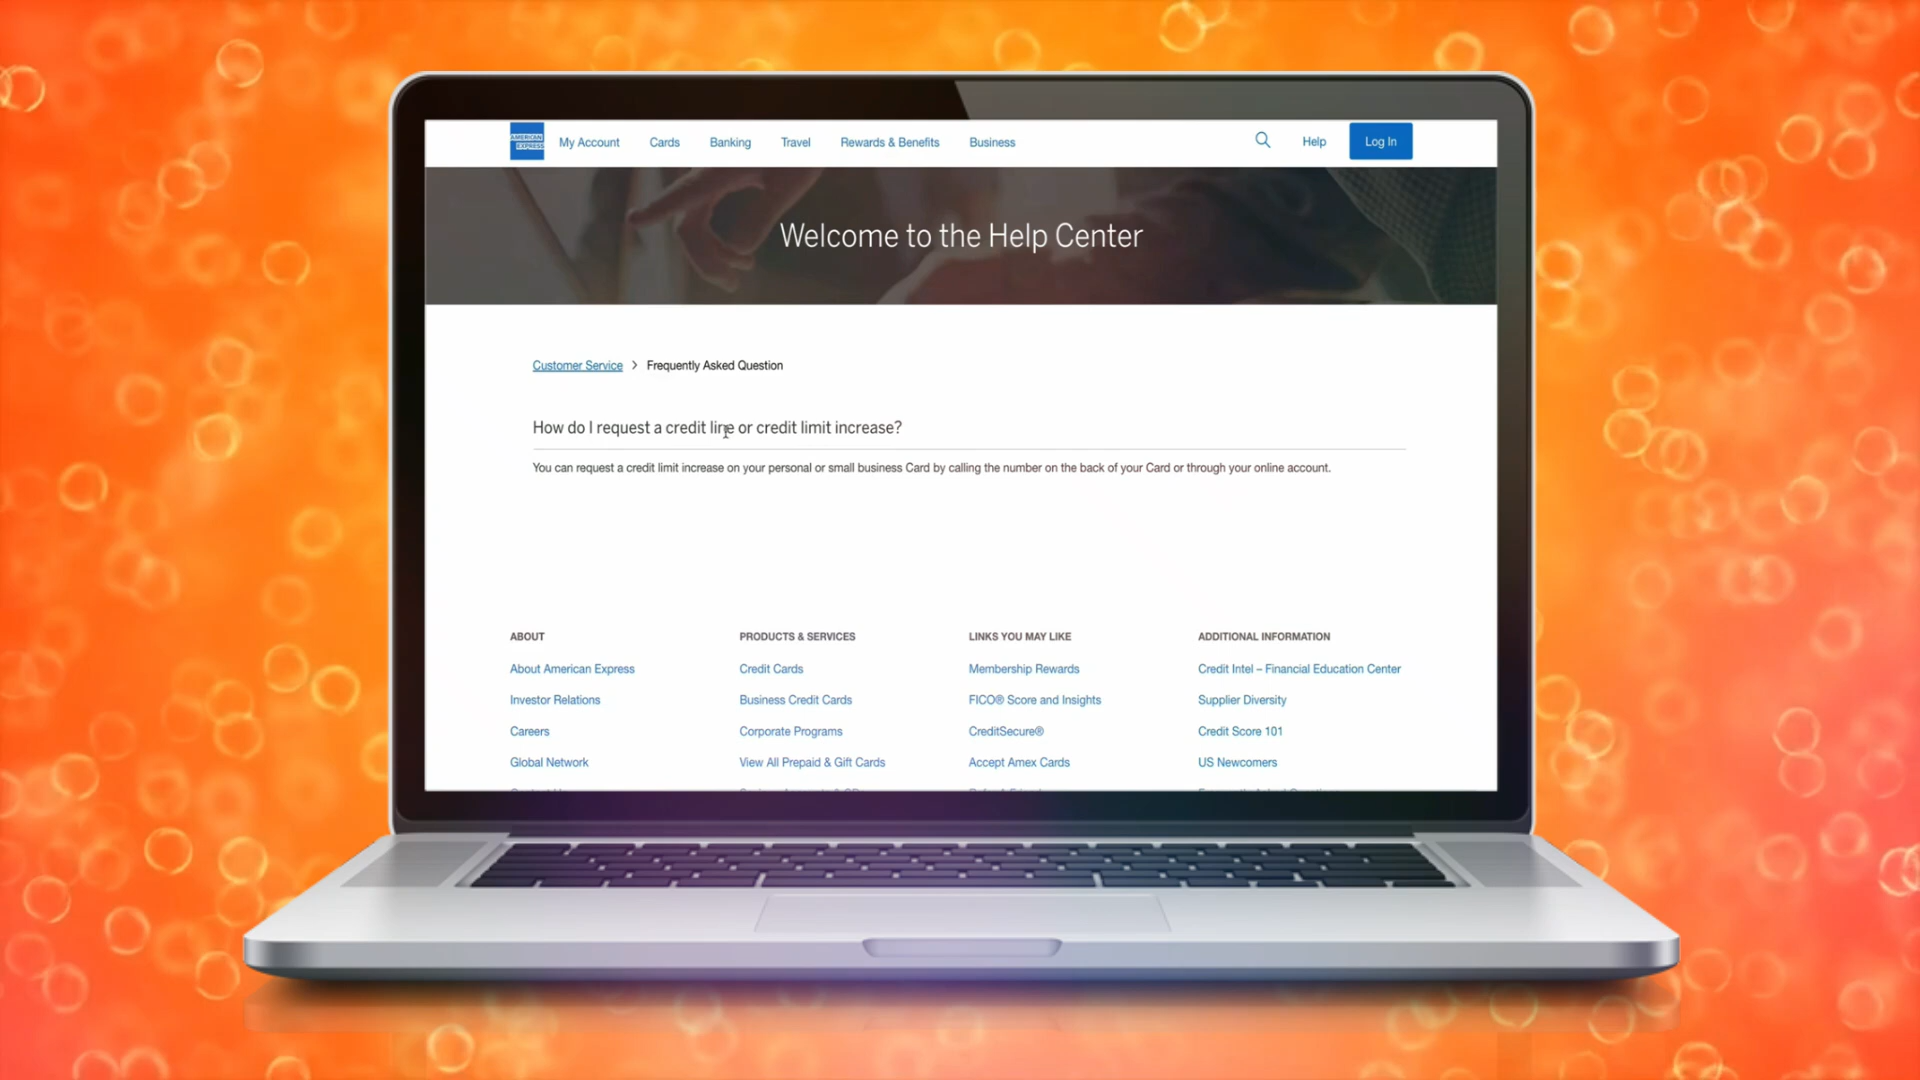 AMERICAN
EXPRESS
My Account
Cards
Banking
Travel
Rewards & Benefits
Business
Help
Log In
Welcome to the Help Center
Customer Service > Frequently Asked Question
How do I request a credit line or credit limit increase?
You can request a credit limit increase on your personal or small business Card by calling the number on the back of your Card or through your online account.
ABOUT
About American Express
Investor Relations
Careers
Global Network
PRODUCTS & SERVICES
Credit Cards
Business Credit Cards
Corporate Programs
View All Prepaid & Gift Cards
LINKS YOU MAY LIKE
Membership Rewards
FICO® Score and Insights
CreditSecure®
Accept Amex Cards
ADDITIONAL INFORMATION
Credit Intel – Financial Education Center
Supplier Diversity
Credit Score 101
US Newcomers